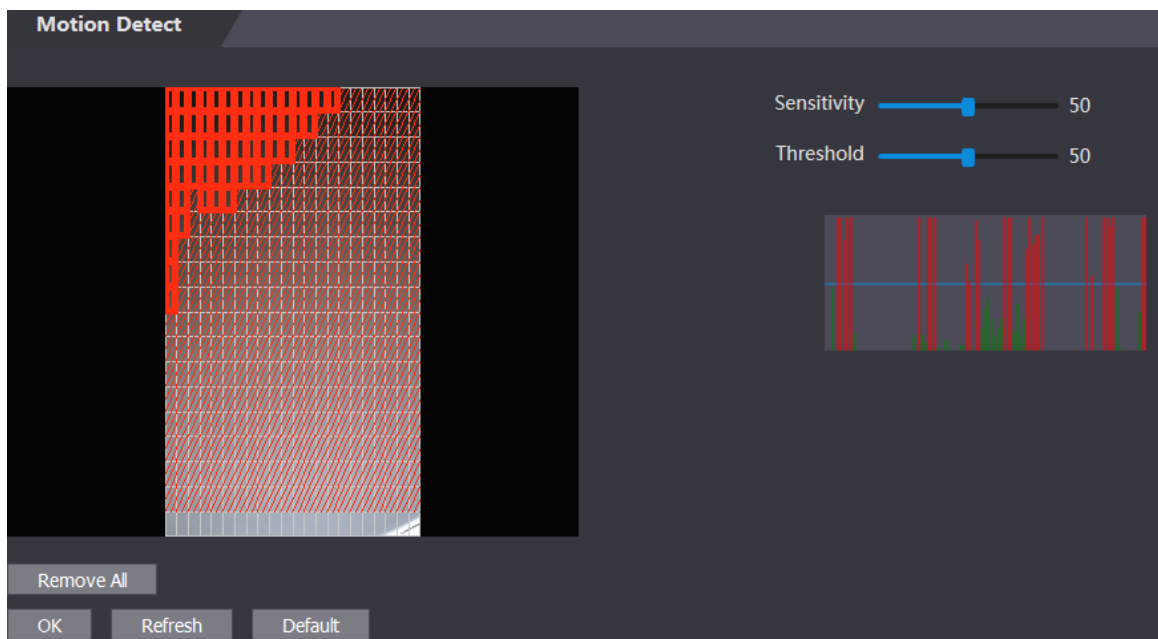 Motion Detect
Sensitivity 50
Threshold 50
Remove All
OK Refresh Default